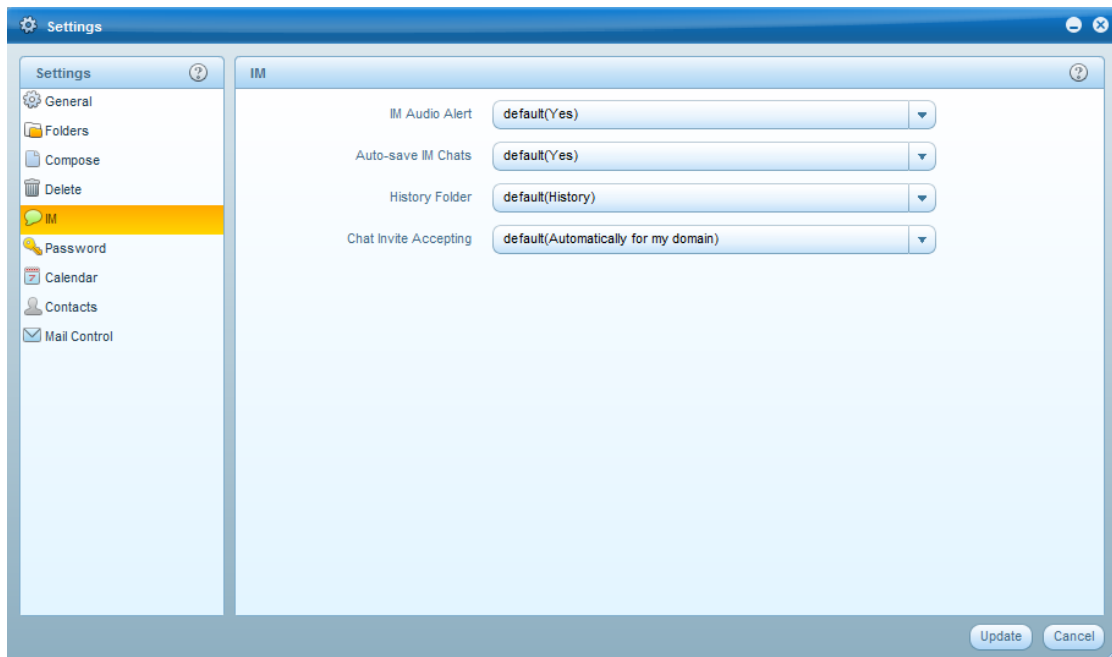 Settings
Settings
General
Folders
Compose
Delete
IM
Password
Calendar
Contacts
Mail Control
IM
IM Audio Alert default(Yes)
Auto-save IM Chats default(Yes)
History Folder default(History)
Chat Invite Accepting default(Automatically for my domain)
Update Cancel